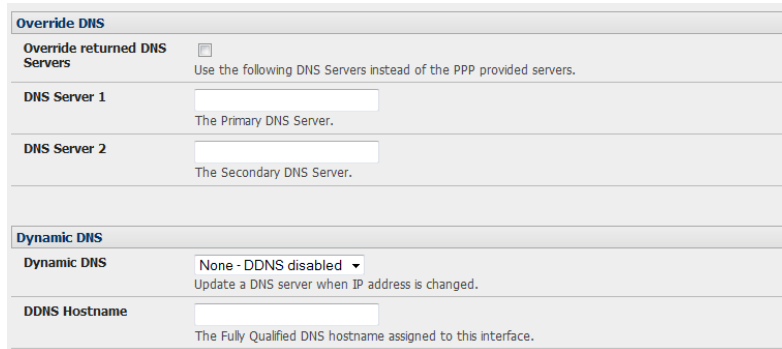 Override DNS
Override returned DNS
Servers
Use the following DNS Servers instead of the PPP provided servers.
DNS Server 1
The Primary DNS Server.
DNS Server 2
The Secondary DNS Server.
Dynamic DNS
Dynamic DNS
None - DDNS disabled
Update a DNS server when IP address is changed.
DDNS Hostname
The Fully Qualified DNS hostname assigned to this interface.